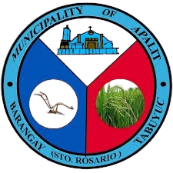 MUNICIPALITY OF APALIT
BARANGAY (STO. ROSARIO) TABUYUC